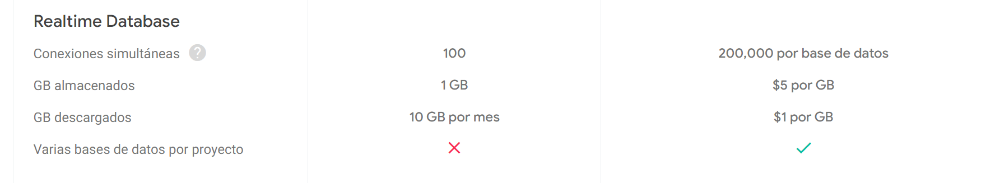 Realtime Database
Conexiones simultáneas ? 100 200,000 por base de datos
GB almacenados 1 GB $5 por GB
GB descargados 10 GB por mes $1 por GB
Varias bases de datos por proyecto